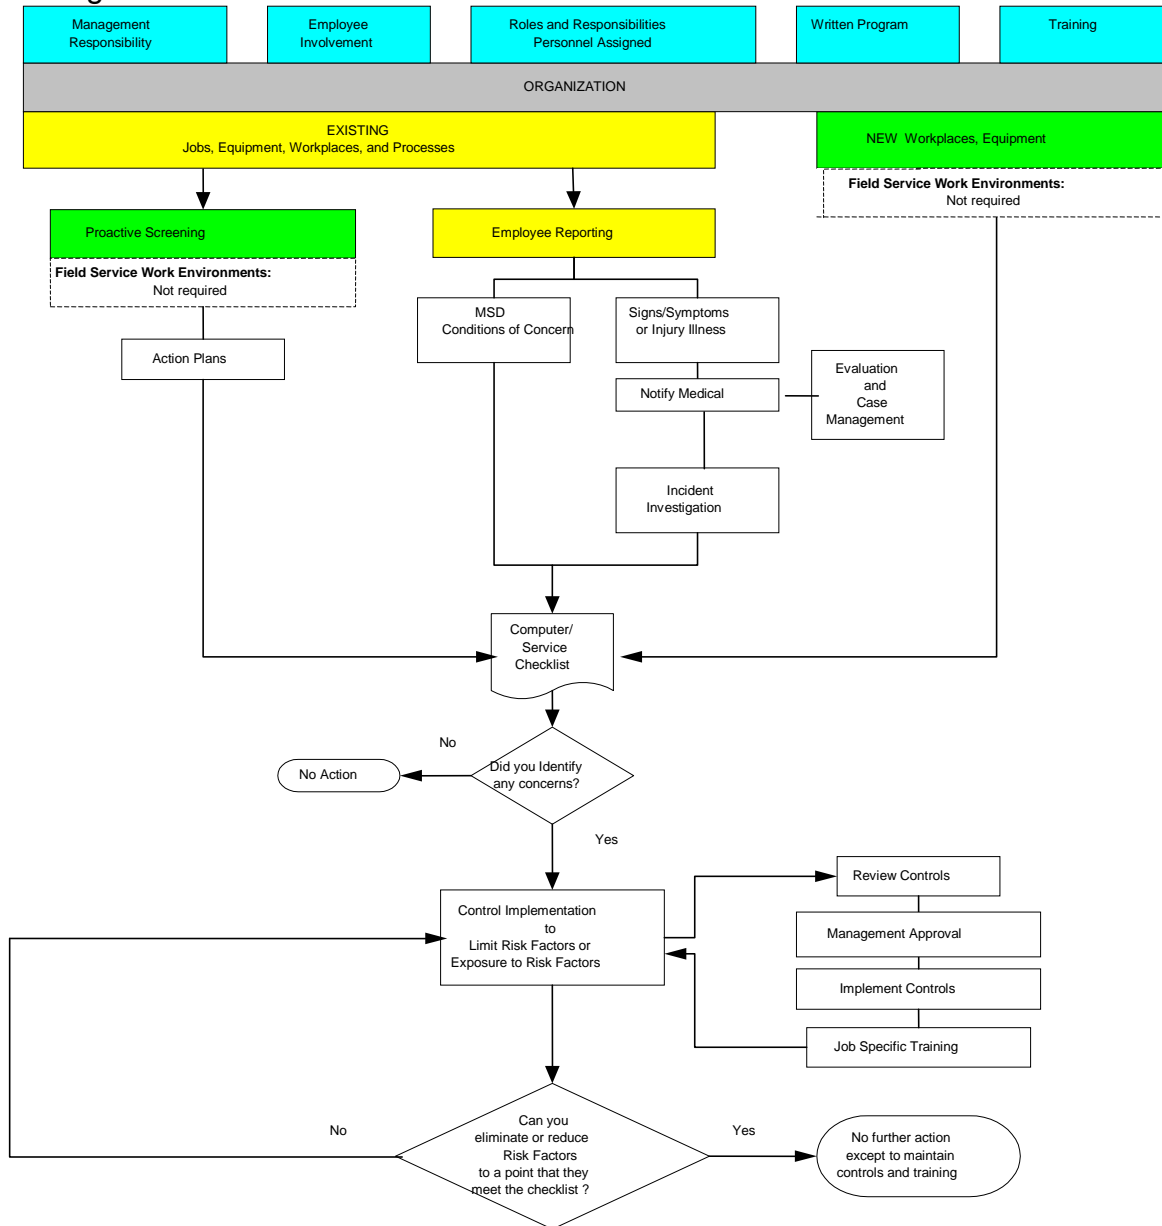 Management
Responsibility
Employee
Involvement
Roles and Responsibilities
Personnel Assigned
Written Program
Training
ORGANIZATION
EXISTING
Jobs, Equipment, Workplaces, and Processes
NEW Workplaces, Equipment
Field Service Work Environments:
Not required
Proactive Screening
Field Service Work Environments:
Not required
Employee Reporting
MSD
Conditions of Concern
Signs/Symptoms
or Injury Illness
Action Plans
Notify Medical
Evaluation
and
Case
Management
Incident
Investigation
Computer/
Service
Checklist
No
Did you Identify
any concerns?
No Action
Yes
Review Controls
Control Implementation
to
Limit Risk Factors or
Exposure to Risk Factors
Management Approval
Implement Controls
Job Specific Training
Can you
eliminate or reduce
Risk Factors
to a point that they
meet the checklist ?
No
Yes
No further action
except to maintain
controls and training